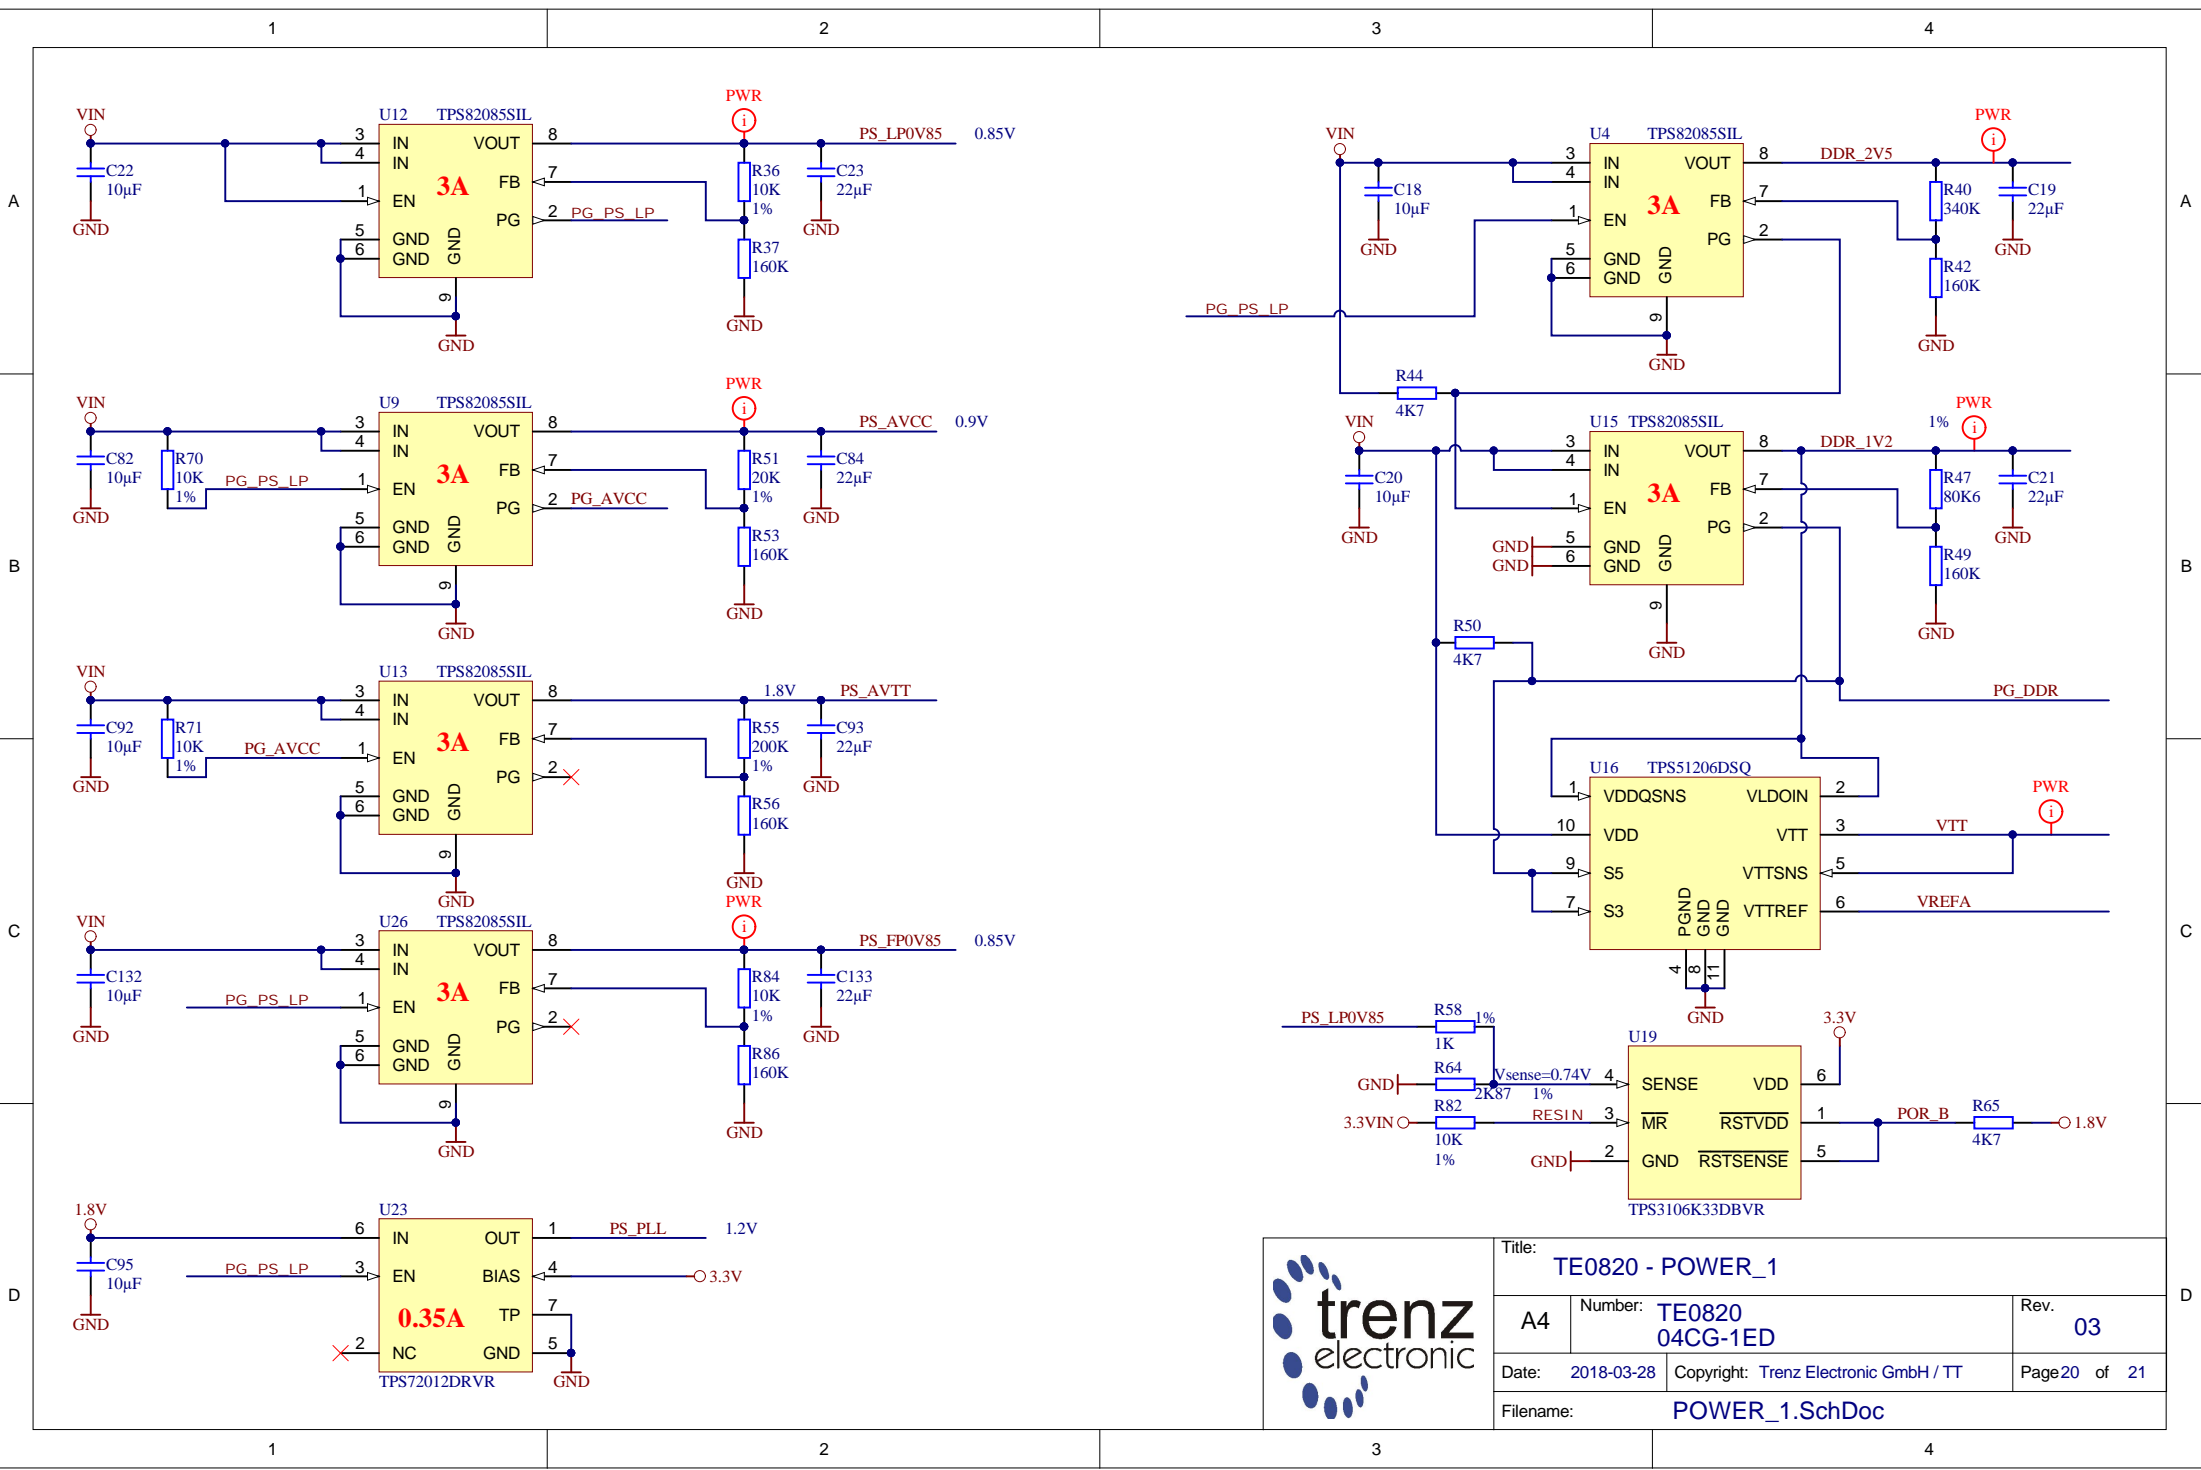 1 2 3 4
A A
B B
C C
D D
1 2 3 4
VIN
C22
10µF
GND
U12 TPS82085SIL
3 IN VOUT 8
4 IN
FB 7
1 EN 3A
PG 2 PG_PS_LP
5 GND
6 GND GND
9
GND
PWR
i
PS_LP0V85 0.85V
R36
10K
1%
C23
22µF
GND
R37
160K
GND
VIN
C82
10µF
GND
R70
10K
1%
PG_PS_LP
U9 TPS82085SIL
3 IN VOUT 8
4 IN
FB 7
1 EN 3A
PG 2 PG_AVCC
5 GND
6 GND GND
9
GND
PWR
i
PS_AVCC 0.9V
R51
20K
1%
C84
22µF
GND
R53
160K
GND
VIN
C92
10µF
GND
R71
10K
1%
PG_AVCC
U13 TPS82085SIL
3 IN VOUT 8
4 IN
FB 7
1 EN 3A
PG 2
5 GND
6 GND GND
9
GND
1.8V PS_AVTT
R55
200K
1%
C93
22µF
GND
R56
160K
GND
VIN
C132
10µF
GND
PG_PS_LP
U26 TPS82085SIL
3 IN VOUT 8
4 IN
FB 7
1 EN 3A
PG 2
5 GND
6 GND GND
9
GND
PWR
i
PS_FP0V85 0.85V
R84
10K
1%
C133
22µF
GND
R86
160K
GND
1.8V
C95
10µF
GND
PG_PS_LP
U23
6 IN OUT 1 PS_PLL 1.2V
3 EN BIAS 4 3.3V
0.35A
TP 7
2 NC GND 5
TPS72012DRVR
GND
VIN
C18
10µF
GND
PG_PS_LP
U4 TPS82085SIL
3 IN VOUT 8
4 IN
FB 7
1 EN 3A
PG 2
5 GND
6 GND GND
9
GND
PWR
i
DDR_2V5
R40
340K
C19
22µF
GND
R42
160K
GND
R44
4K7
VIN
C20
10µF
GND
U15 TPS82085SIL
3 IN VOUT 8
4 IN
FB 7
1 EN 3A
PG 2
GND 5 GND
GND 6 GND GND
9
GND
1% PWR
i
DDR_1V2
R47
80K6
C21
22µF
GND
R49
160K
GND
R50
4K7
PG_DDR
U16 TPS51206DSQ
1 VDDQSNS VLDOIN 2
10 VDD VTT 3 VTT
PWR
i
9 S5 VTTSNS 5
7 S3 VTTREF 6 VREFA
PGND GND GND
4 8 11
GND
PS_LP0V85 R58 1%
1K
GND R64 Vsense=0.74V
2K87 1%
3.3VIN R82 RESIN
10K
1%
GND
U19
3.3V
4 SENSE VDD 6
3 MR RSTVDD 1
2 GND RSTSENSE 5
TPS3106K33DBVR
POR_B R65 1.8V
4K7
trenz
electronic
Title:
TE0820 - POWER_1
A4 Number: TE0820
04CG-1ED
Rev.
03
Date: 2018-03-28 Copyright: Trenz Electronic GmbH / TT Page20 of 21
Filename: POWER_1.SchDoc